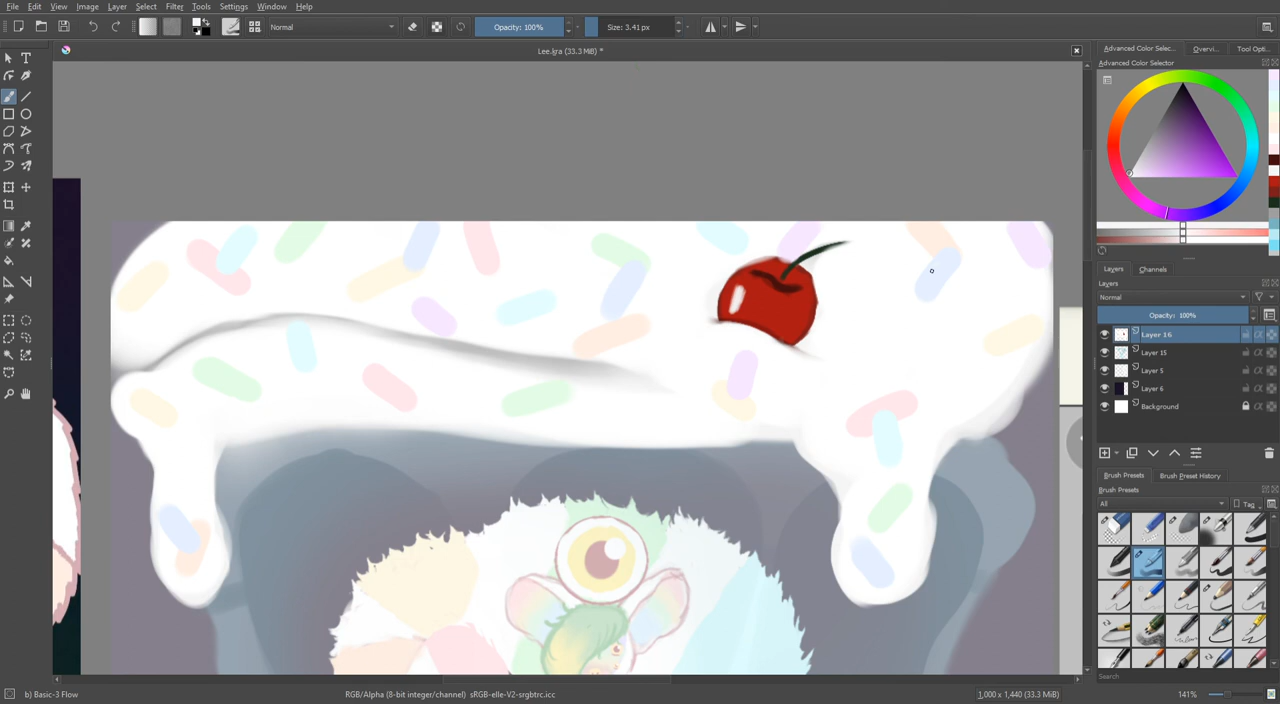 File Edit View Image Layer Select Filter Tools Settings Window Help
Normal Opacity: 100% Size: 3.41 px
Lee.kra (33.3 MiB) *
Advanced Color Selec... Overvi... Tool Opti...
Advanced Color Selector
Layers Channels
Layers
Normal
Opacity: 100%
Layer 16
Layer 15
Layer 5
Layer 6
Background
Brush Presets Brush Preset History
Brush Presets
All Tag
Search
b) Basic-3 Flow RGB/Alpha (8-bit integer/channel) sRGB-elle-V2-srgbtrc.icc 1,000 x 1,440 (33.3 MiB) 141%